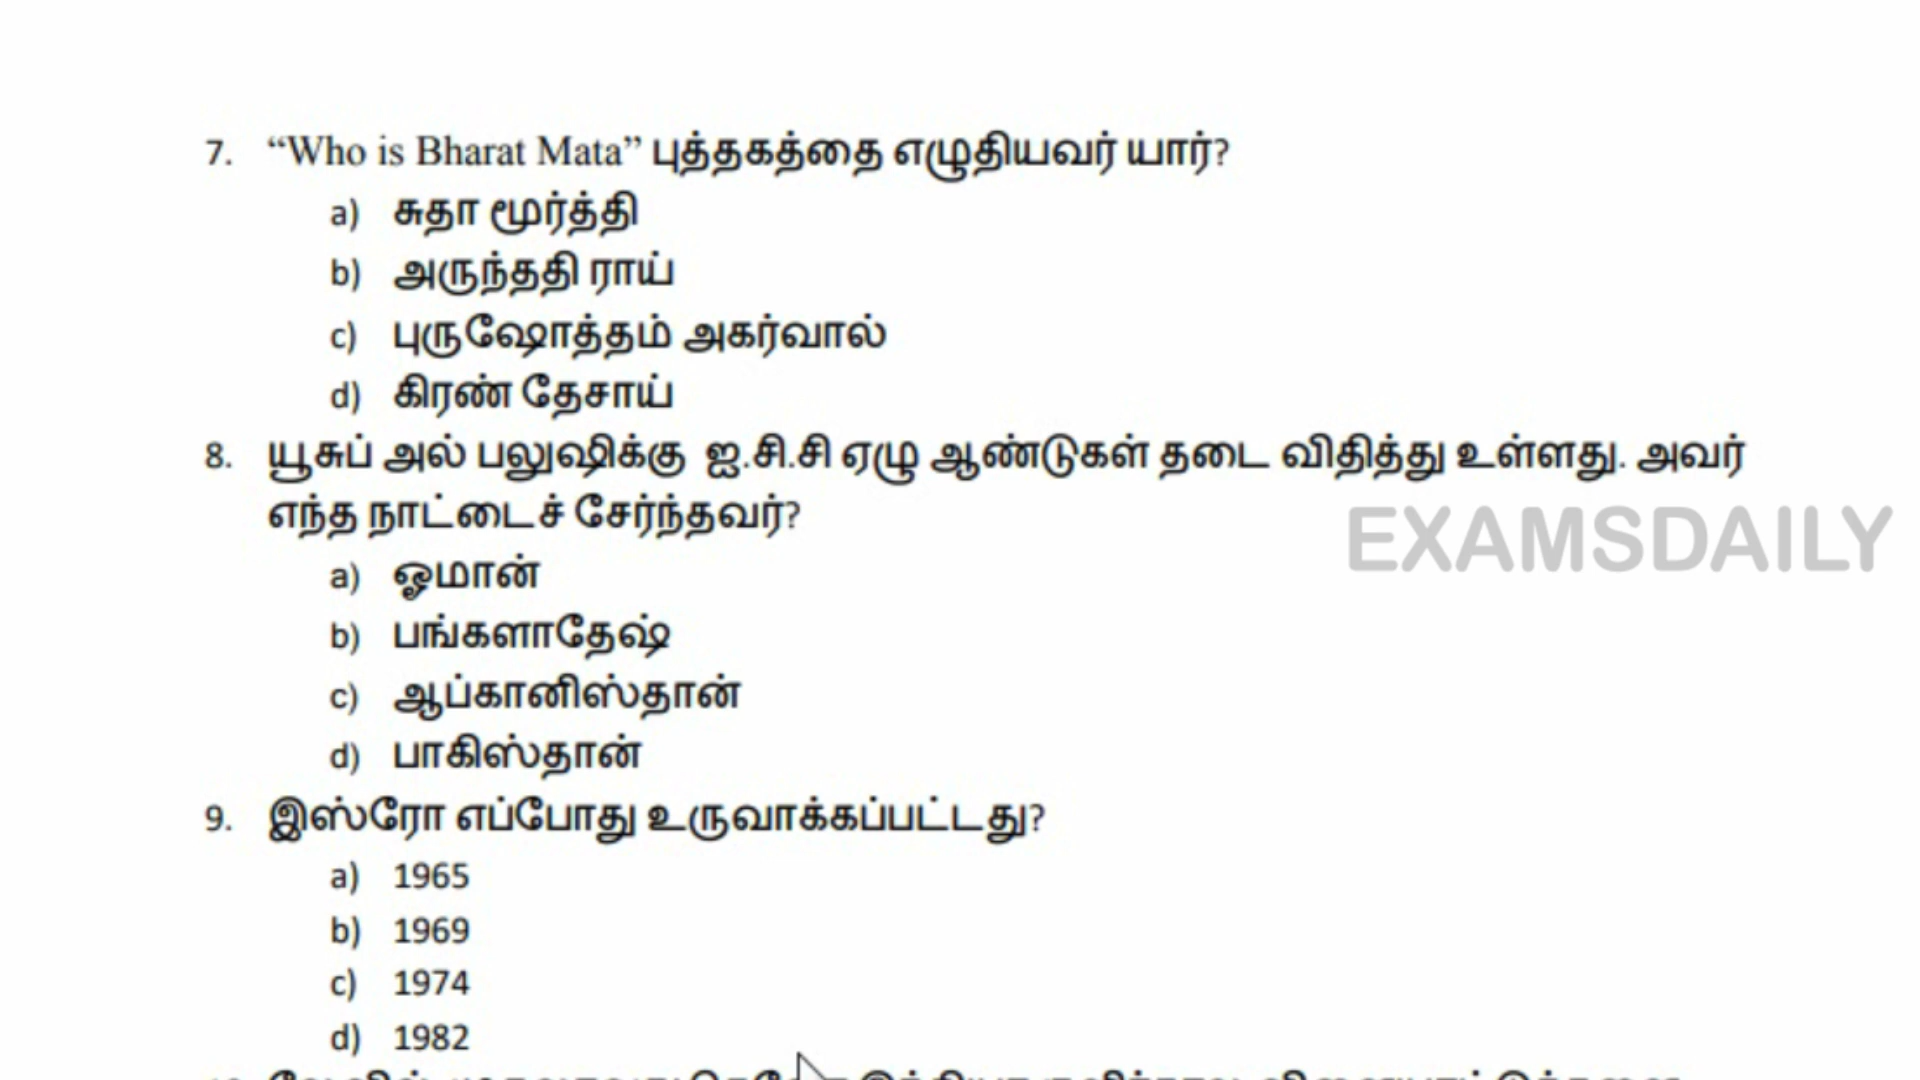 7. “Who is Bharat Mata” புத்தகத்தை எழுதியவர் யார்?
a) சுதா மூர்த்தி
b) அருந்ததி ராய்
c) புருஷோத்தம் அகர்வால்
d) கிரண் தேசாய்
8. யூசுப் அல் பலுஷிக்கு ஐ.சி.சி ஏழு ஆண்டுகள் தடை விதித்து உள்ளது. அவர்
எந்த நாட்டைச் சேர்ந்தவர்?
EXAMSDAILY
a) ஓமான்
b) பங்களாதேஷ்
c) ஆப்கானிஸ்தான்
d) பாகிஸ்தான்
9. இஸ்ரோ எப்போது உருவாக்கப்பட்டது?
a) 1965
b) 1969
c) 1974
d) 1982